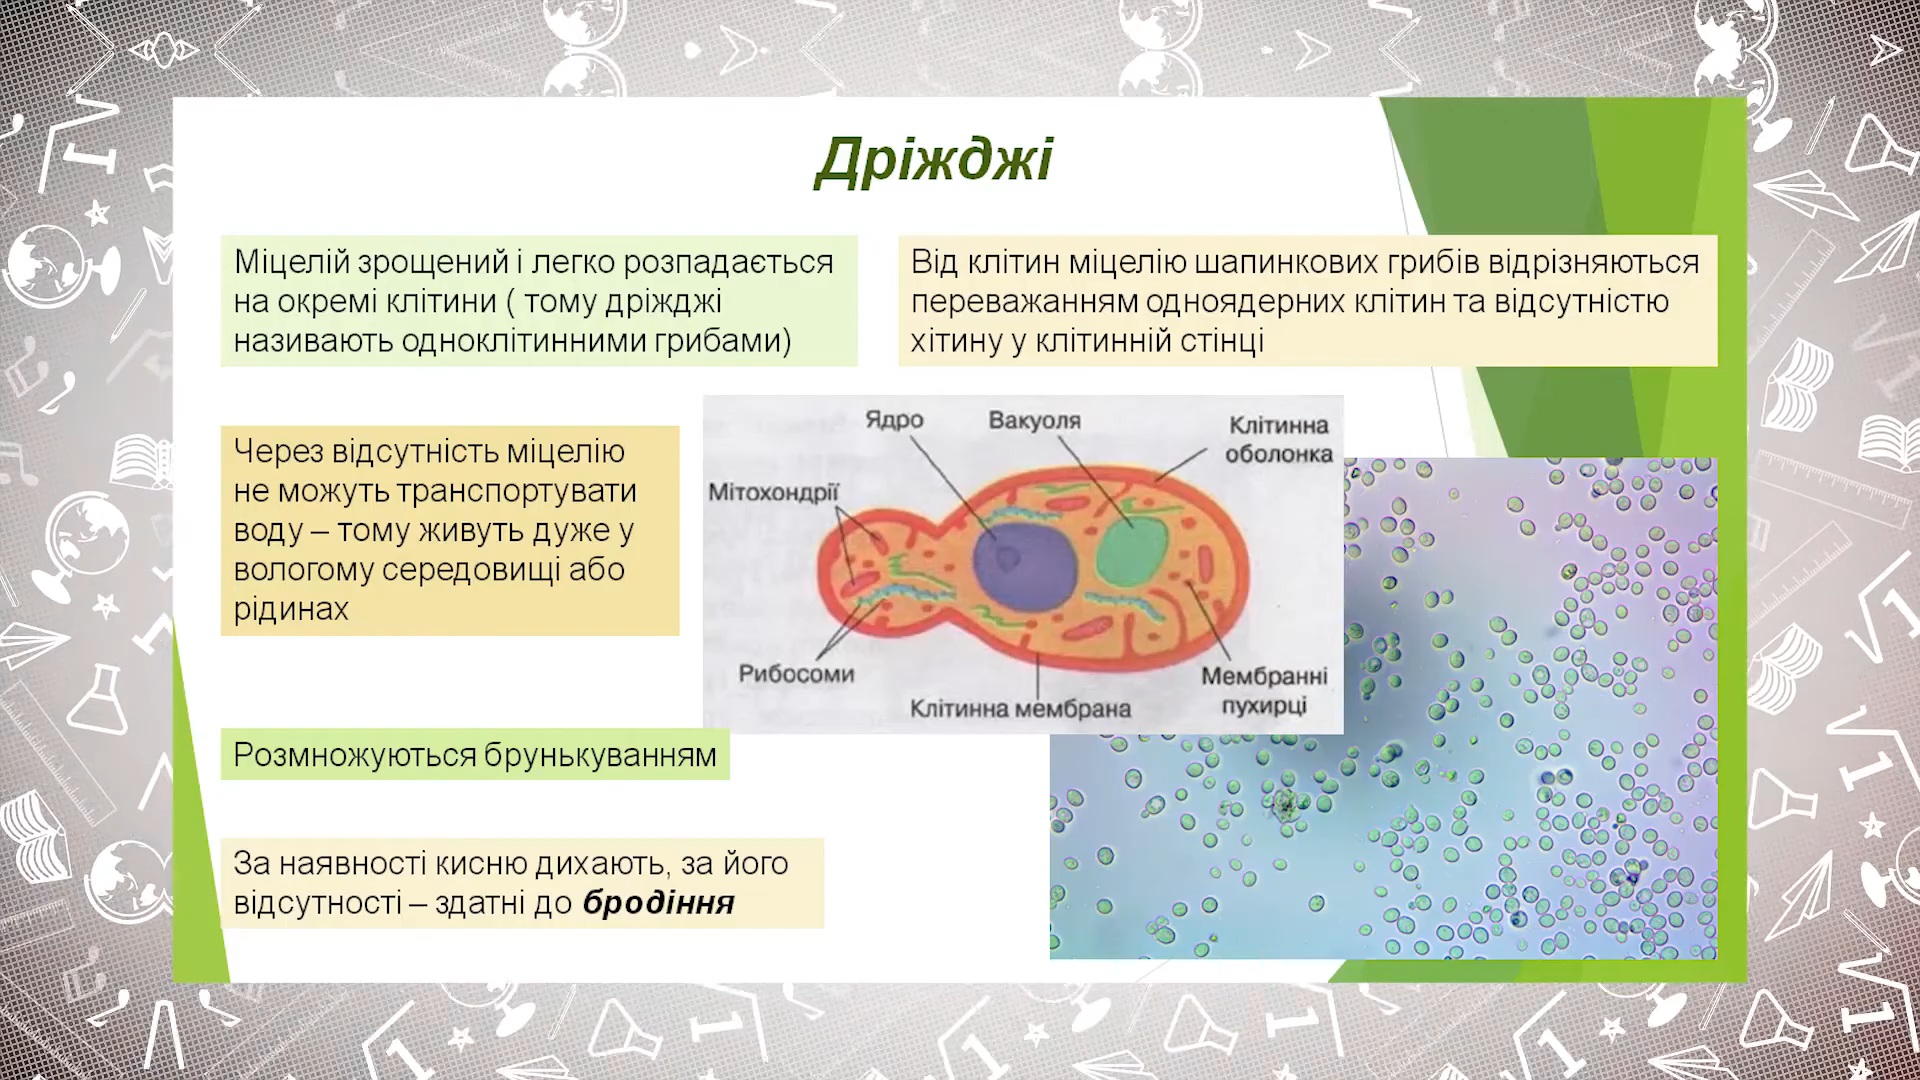 Дріжджі
Міцелій зрощений і легко розпадається
на окремі клітини ( тому дріжджі
називають одноклітинними грибами)
Від клітин міцелію шапинкових грибів відрізняються
переважанням одноядерних клітин та відсутністю
хітину у клітинній стінці
Через відсутність міцелію
не можуть транспортувати
воду – тому живуть дуже у
вологому середовищі або
рідинах
Ядро
Вакуоля
Клітинна
оболонка
Мітохондрії
Рибосоми
Клітинна мембрана
Мембранні
пухирці
Розмножуються брунькуванням
За наявності кисню дихають, за його
відсутності – здатні до бродіння